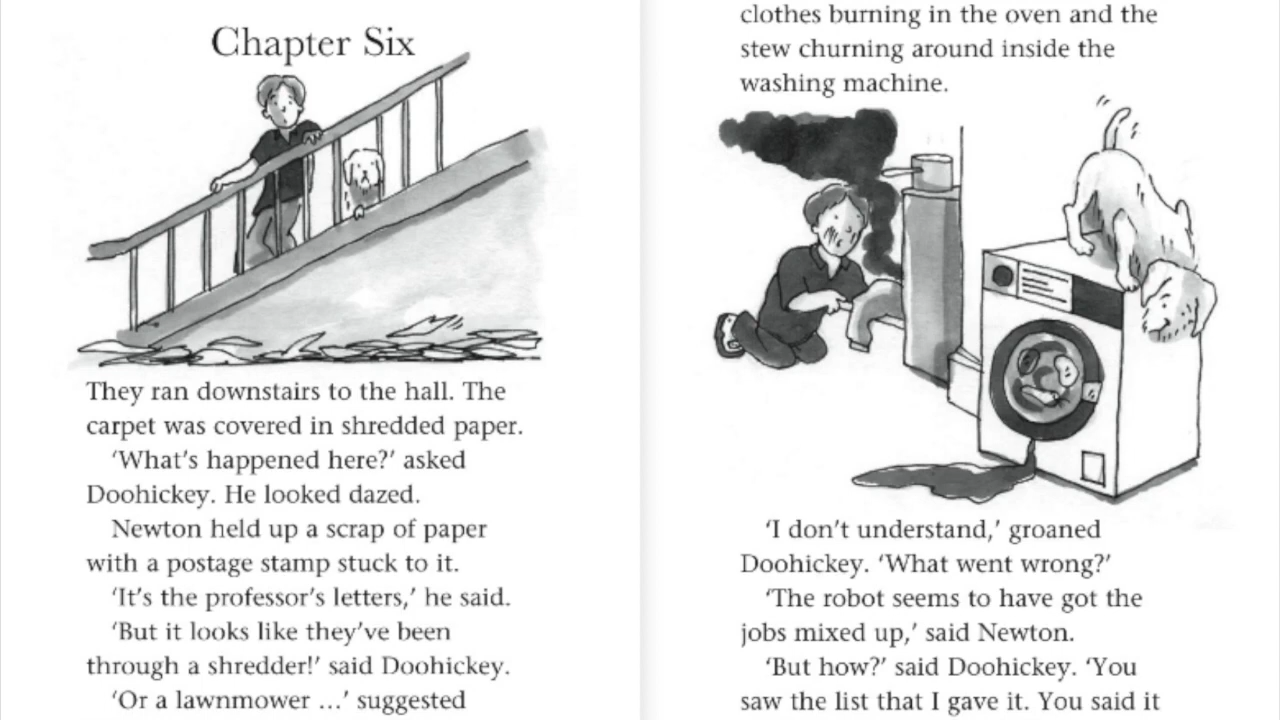 Chapter Six
They ran downstairs to the hall. The
carpet was covered in shredded paper.
‘What’s happened here?’ asked
Doohickey. He looked dazed.
Newton held up a scrap of paper
with a postage stamp stuck to it.
‘It’s the professor’s letters,’ he said.
‘But it looks like they’ve been
through a shredder!’ said Doohickey.
‘Or a lawnmower ...’ suggested
clothes burning in the oven and the
stew churning around inside the
washing machine.
‘I don’t understand,’ groaned
Doohickey. ‘What went wrong?’
‘The robot seems to have got the
jobs mixed up,’ said Newton.
‘But how?’ said Doohickey. ‘You
saw the list that I gave it. You said it